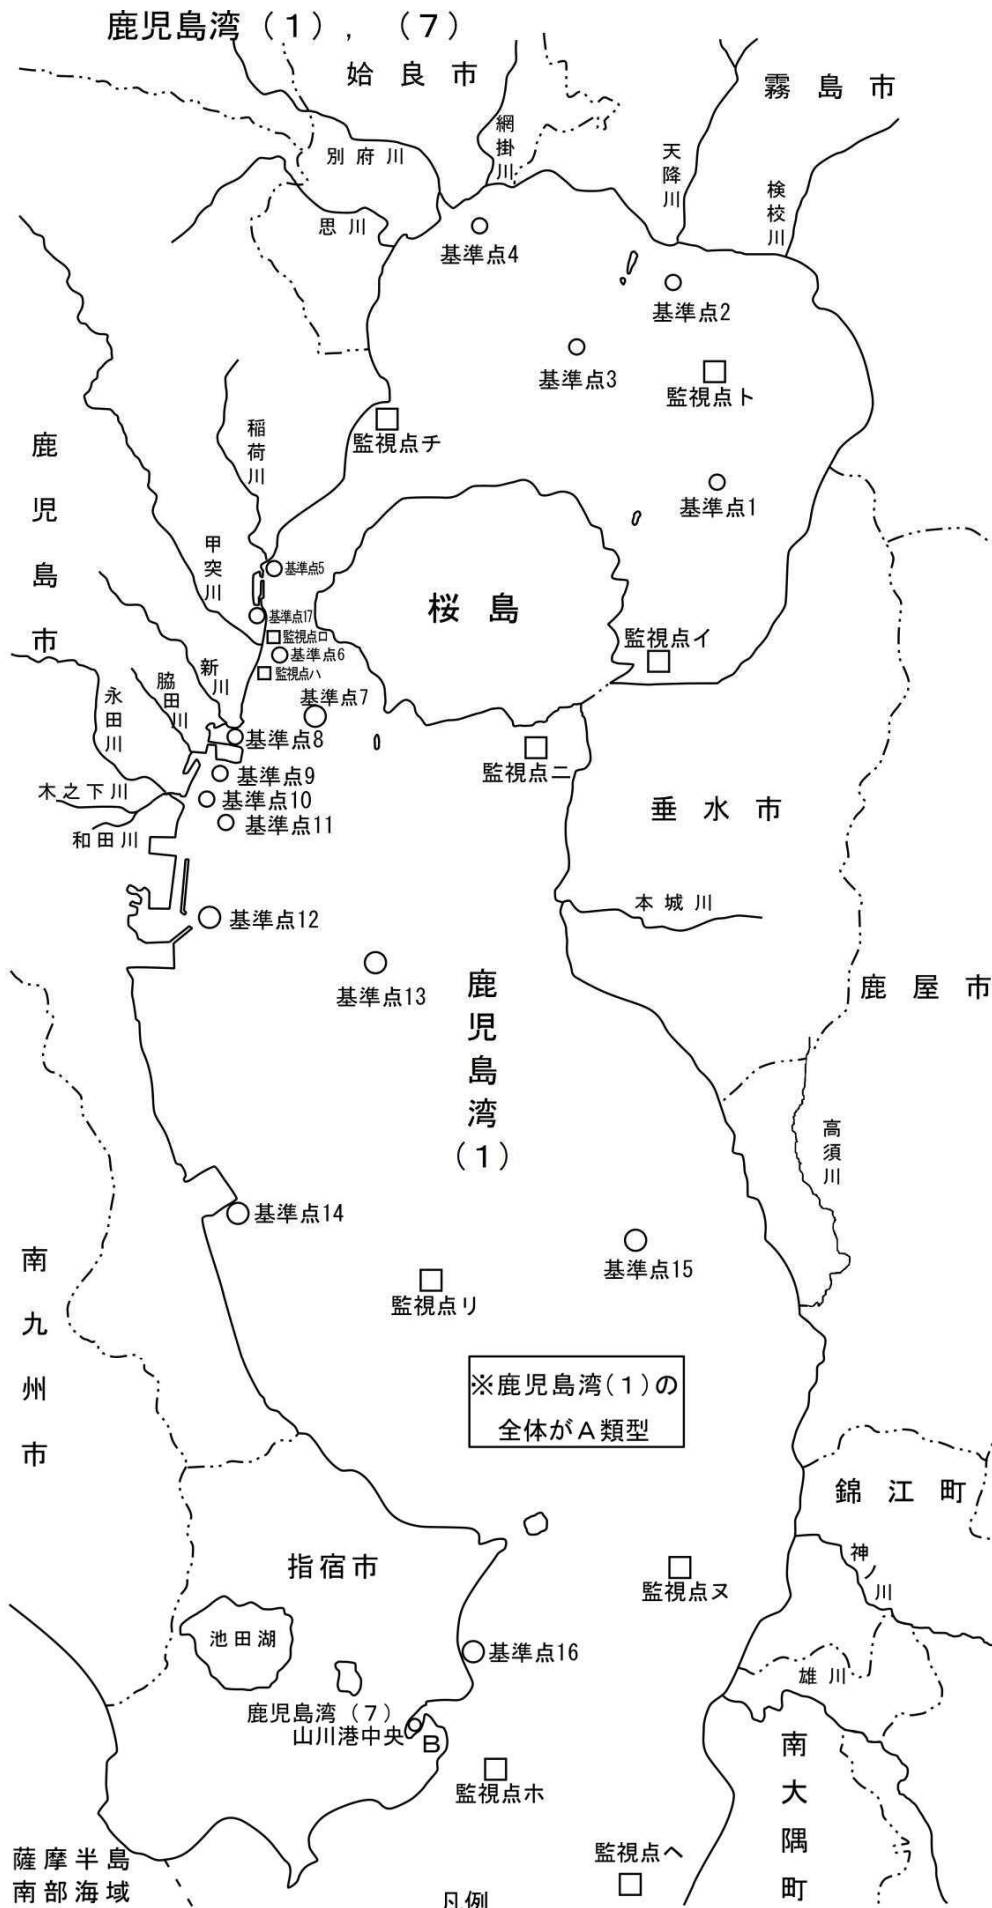 鹿児島湾（１），（７）
姶良市
霧島市
別府川
網掛川
天降川
検校川
思川
基準点4
基準点2
基準点3
監視点ト
監視点チ
稲荷川
鹿児島市
基準点1
甲突川
基準点5
桜島
基準点17
監視点ロ
基準点6
監視点イ
監視点ハ
新川
脇田川
永田川
基準点7
基準点8
監視点ニ
基準点9
木之下川
基準点10
垂水市
和田川
基準点11
本城川
基準点12
鹿屋市
基準点13
鹿児島湾
（１）
高須川
基準点14
南九州市
基準点15
監視点リ
※鹿児島湾(１)の
全体がＡ類型
錦江町
指宿市
神ノ川
監視点ヌ
池田湖
基準点16
雄川
鹿児島湾（７）
山川港中央
B
南大隅町
監視点ホ
薩摩半島
南部海域
監視点ヘ
凡例